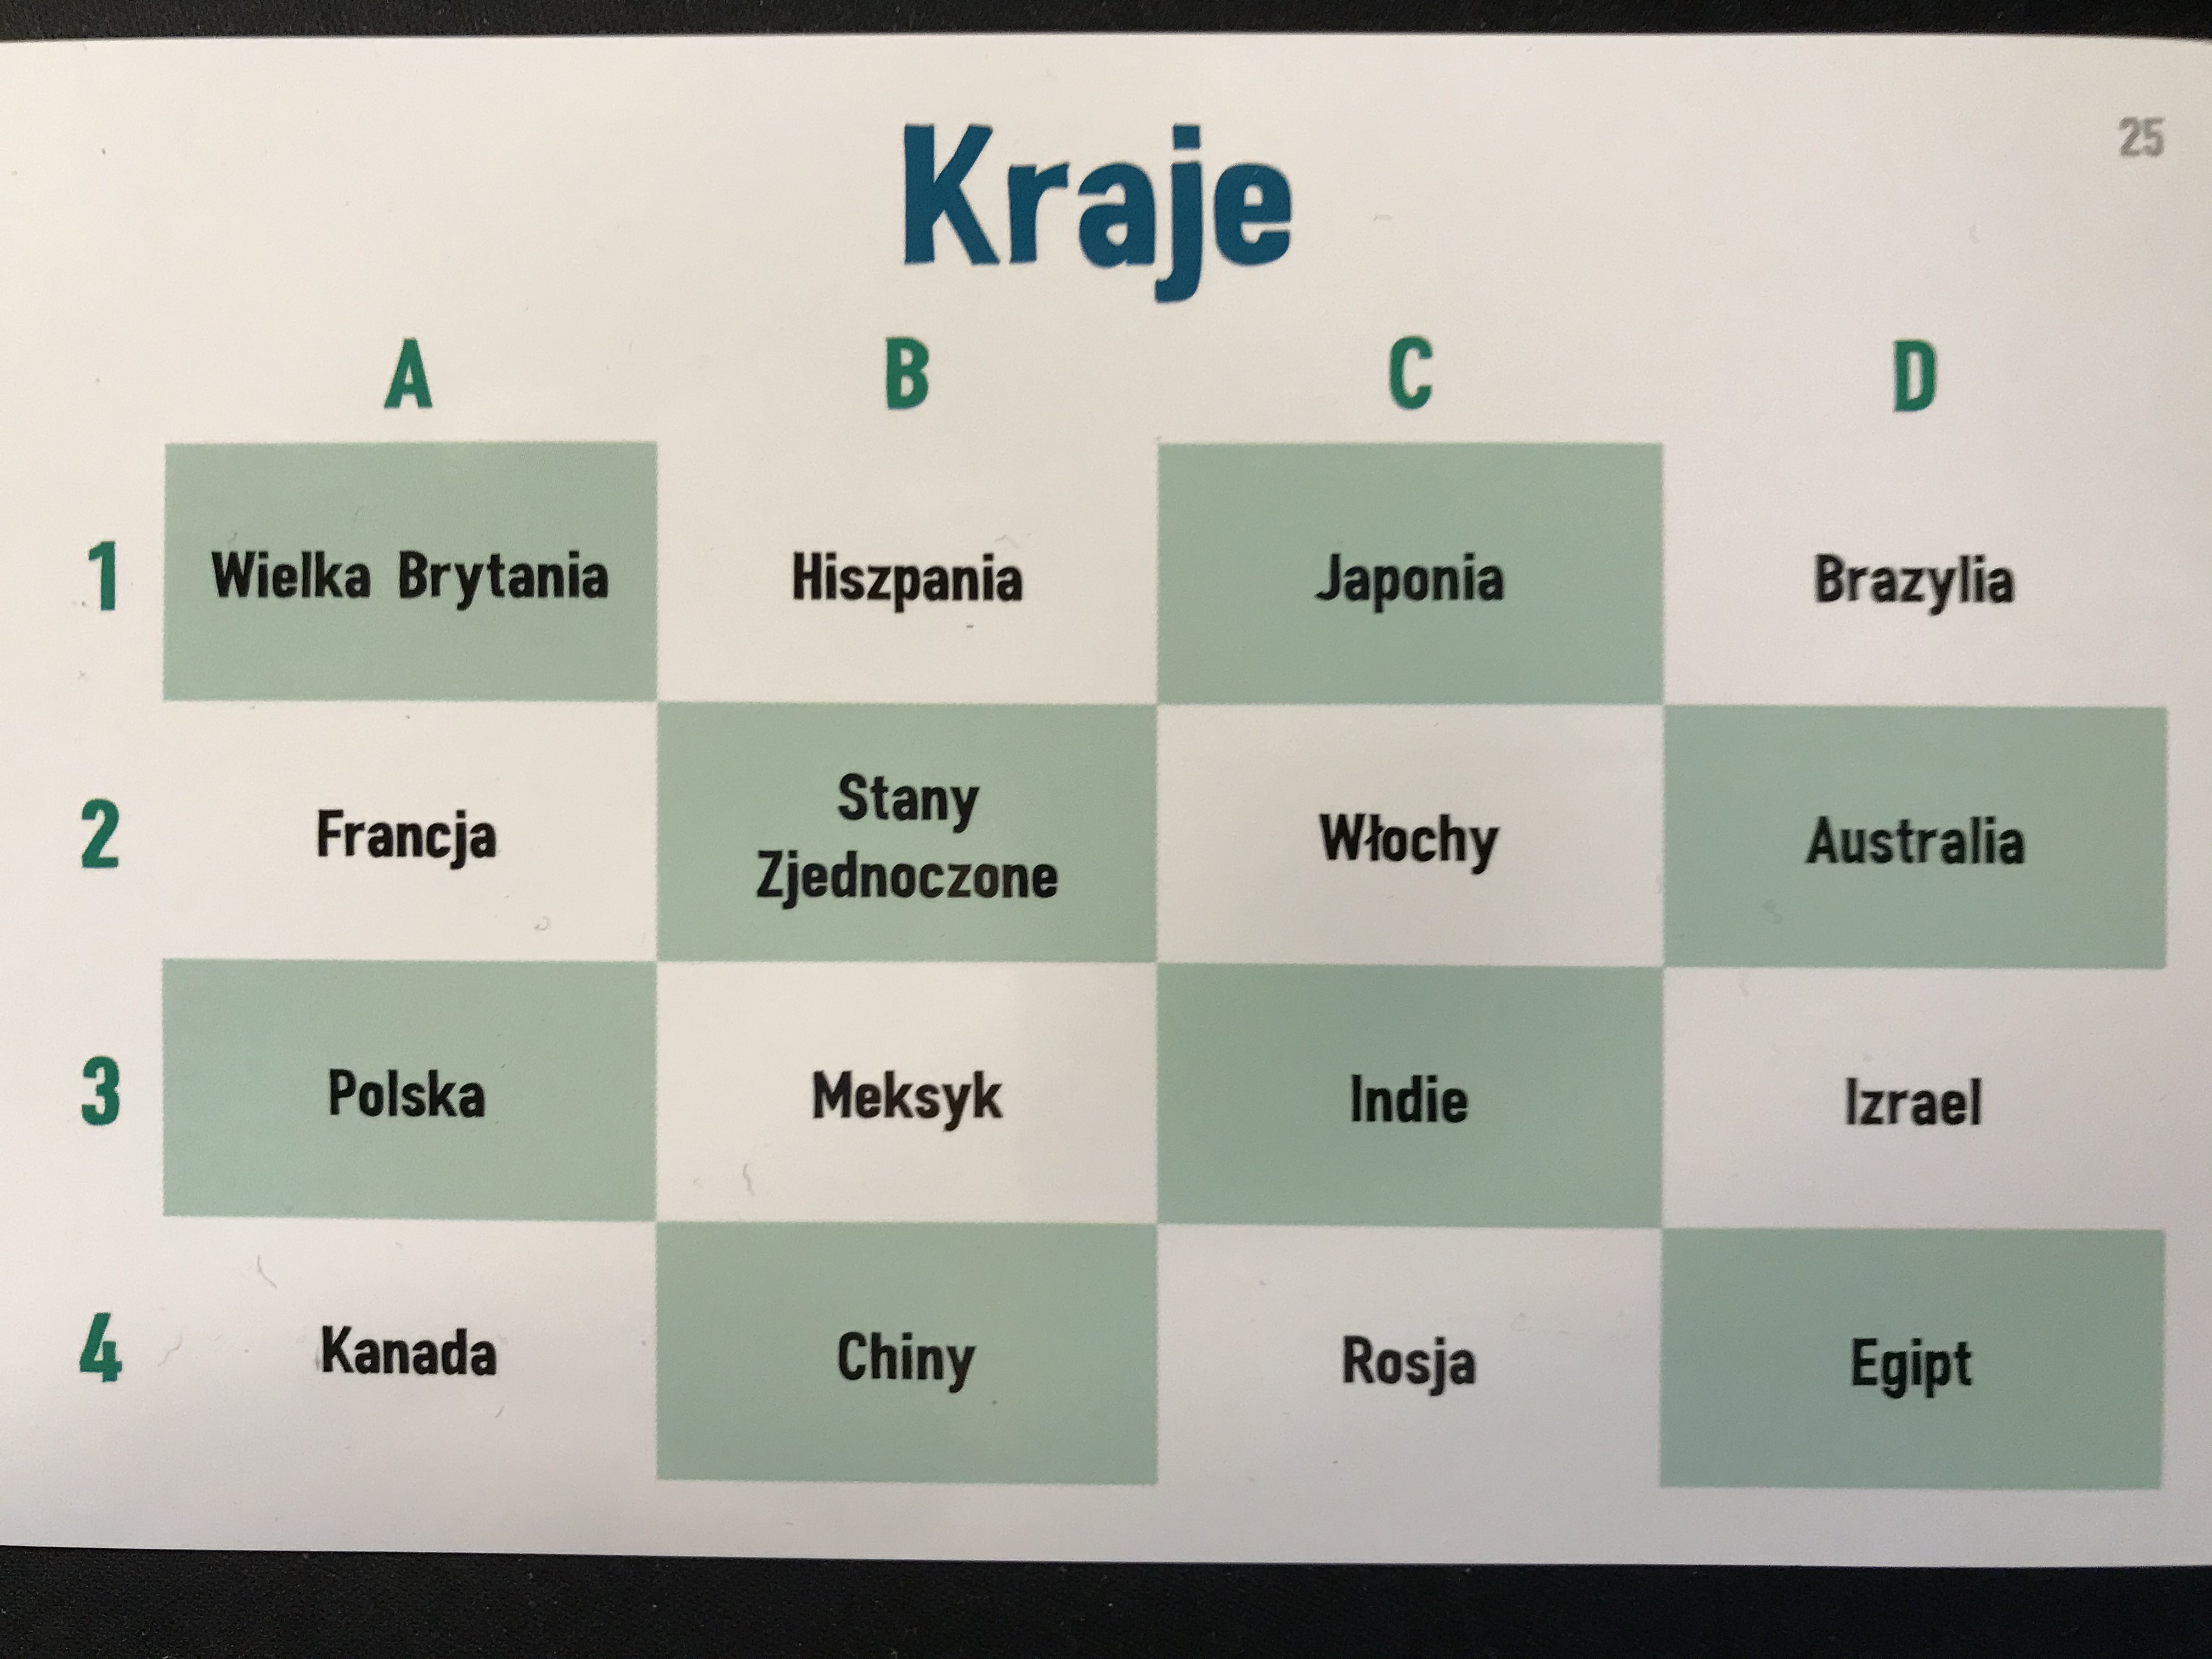 25
Kraje
A B C D
1 Wielka Brytania Hiszpania Japonia Brazylia
2 Francja Stany Zjednoczone Włochy Australia
3 Polska Meksyk Indie Izrael
4 Kanada Chiny Rosja Egipt